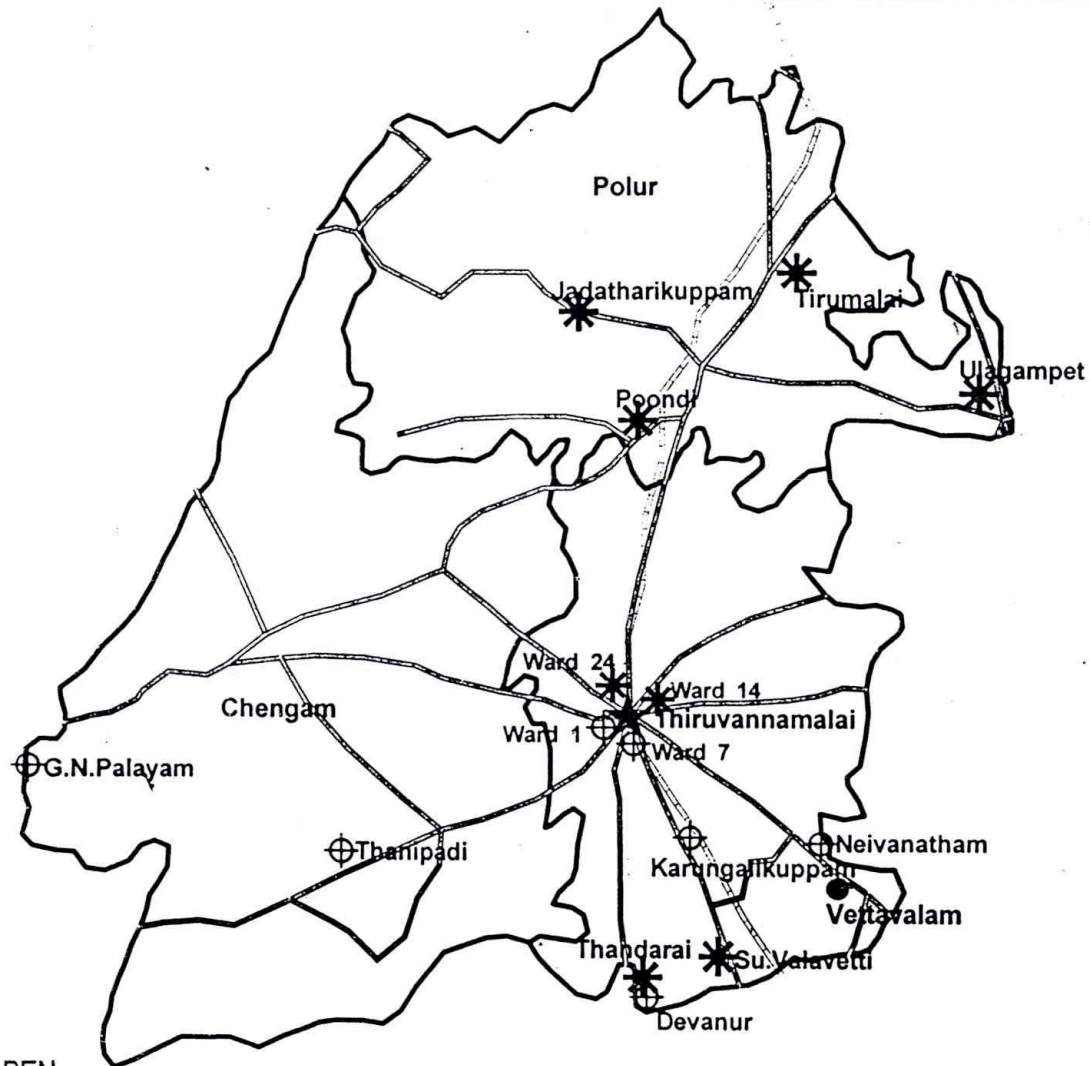 Polur
Jadatharikuppam
Tirumalai
Ulagampet
Poondi
Ward 24
Ward 14
Chengam
Thiruvannamalai
Ward 1
Ward 7
G.N.Palayam
Thanipadi
Neivanatham
Karungalikuppam
Vettavalam
Thandarai
Su.Valavetti
Devanur